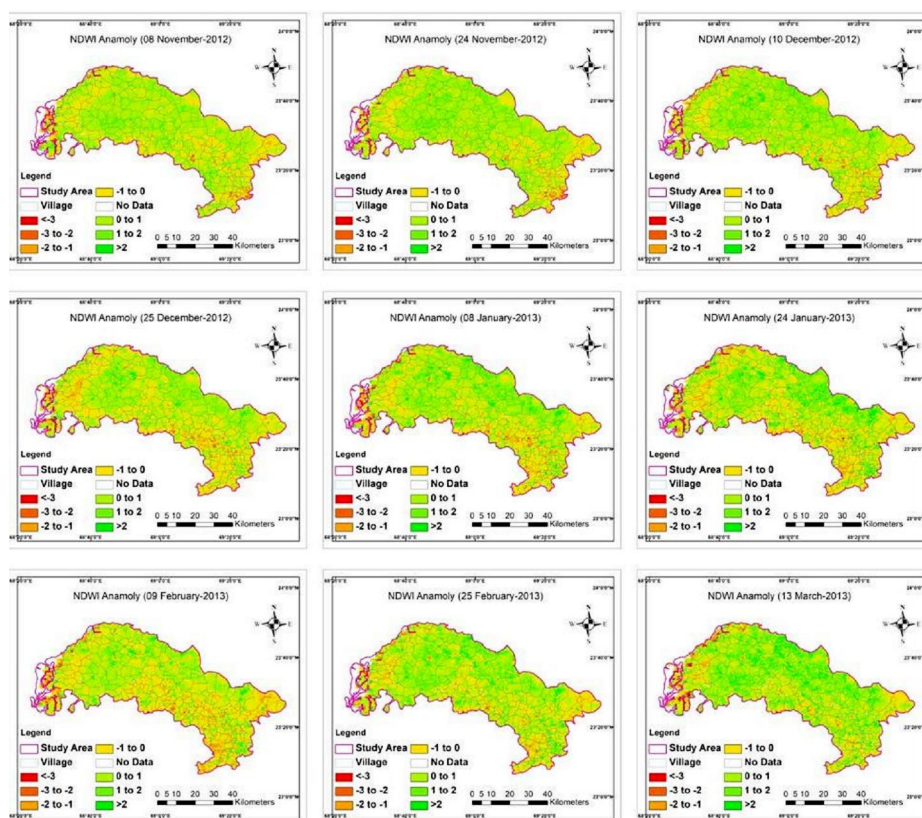 NDWI Anamoly (08 November-2012)
N
W E
S
Legend
Study Area -1 to 0
Village No Data
<-3 0 to 1
-3 to -2 1 to 2
-2 to -1 >2
0 5 10 20 30 40
Kilometers
NDWI Anamoly (24 November-2012)
N
W E
S
Legend
Study Area -1 to 0
Village No Data
<-3 0 to 1
-3 to -2 1 to 2
-2 to -1 >2
0 5 10 20 30 40
Kilometers
NDWI Anamoly (10 December-2012)
N
W E
S
Legend
Study Area -1 to 0
Village No Data
<-3 0 to 1
-3 to -2 1 to 2
-2 to -1 >2
0 5 10 20 30 40
Kilometers
NDWI Anamoly (25 December-2012)
N
W E
S
Legend
Study Area -1 to 0
Village No Data
<-3 0 to 1
-3 to -2 1 to 2
-2 to -1 >2
0 5 10 20 30 40
Kilometers
NDWI Anamoly (08 January-2013)
N
W E
S
Legend
Study Area -1 to 0
Village No Data
<-3 0 to 1
-3 to -2 1 to 2
-2 to -1 >2
0 5 10 20 30 40
Kilometers
NDWI Anamoly (24 January-2013)
N
W E
S
Legend
Study Area -1 to 0
Village No Data
<-3 0 to 1
-3 to -2 1 to 2
-2 to -1 >2
0 5 10 20 30 40
Kilometers
NDWI Anamoly (09 February-2013)
N
W E
S
Legend
Study Area -1 to 0
Village No Data
<-3 0 to 1
-3 to -2 1 to 2
-2 to -1 >2
0 5 10 20 30 40
Kilometers
NDWI Anamoly (25 February-2013)
N
W E
S
Legend
Study Area -1 to 0
Village No Data
<-3 0 to 1
-3 to -2 1 to 2
-2 to -1 >2
0 5 10 20 30 40
Kilometers
NDWI Anamoly (13 March-2013)
N
W E
S
Legend
Study Area -1 to 0
Village No Data
<-3 0 to 1
-3 to -2 1 to 2
-2 to -1 >2
0 5 10 20 30 40
Kilometers